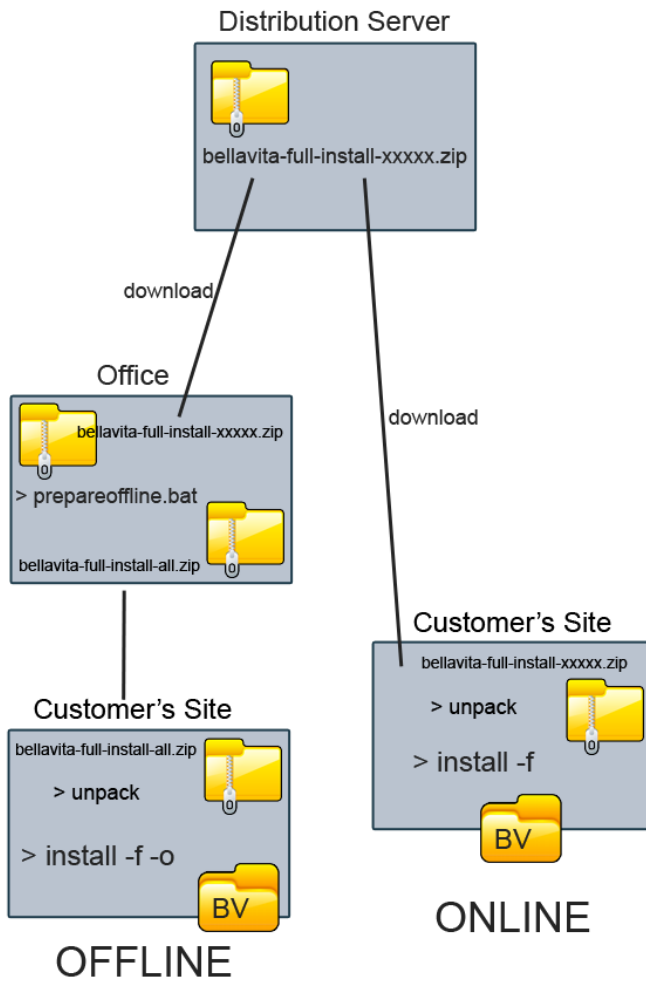 Distribution Server
bellavita-full-install-xxxxx.zip
download
Office
bellavita-full-install-xxxxx.zip
> prepareoffline.bat
bellavita-full-install-all.zip
download
Customer's Site
bellavita-full-install-all.zip
> unpack
> install -f -o
BV
OFFLINE
Customer's Site
bellavita-full-install-xxxxx.zip
> unpack
> install -f
BV
ONLINE